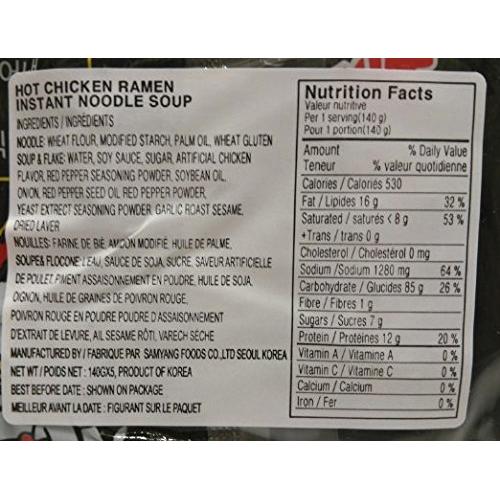 HOT CHICKEN RAMEN
INSTANT NOODLE SOUP
INGREDIENTS / INGRÉDIENTS
NOODLE: WHEAT FLOUR, MODIFIED STARCH, PALM OIL, WHEAT GLUTEN
SOUP & FLAKE: WATER, SOY SAUCE, SUGAR, ARTIFICIAL CHICKEN
FLAVOR, RED PEPPER SEASONING POWDER, SOYBEAN OIL,
ONION, RED PEPPER SEED OIL RED PEPPER POWDER,
YEAST EXTRECT SEASONING POWDER, GARLIC ROAST SESAME,
DRIED LAVER
NOUILLES: FARINE DE BIÉ, AMIDON MODIFIÉ, HUILE DE PALME,
SOUPE& FLOCONE: L'EAU, SAUCE DE SOJA, SUCRE, SAVEUR ARTIFICIELLE
DE POULET, PIMENT ASSAISONNEMENT EN POUDRE, HUILE DE SOJA,
OIGNON, HUILE DE GRAINES DE POIVRON ROUGE,
POIVRON ROUGE EN POUDRE POUDRE D'ASSAISONNEMENT
D'EXTRAIT DE LEVURE, AIL SESAME RÔTI, VARECH SÉCHE
MANUFACTURED BY / FABRIQUE PAR SAMYANG FOODS CO.,LTD SEOUL KOREA
NET WT / POIDS NET : 140GX5, PRODUCT OF KOREA
BEST BEFORE DATE : SHOWN ON PACKAGE
MEILLEUR AVANT LA DATE : FIGURANT SUR LE PAQUET
Nutrition Facts
Valeur nutritive
Per 1 serving(140 g)
Pour 1 portion(140 g)
Amount % Daily Value
Teneur % valeur quotidienne
Calories / Calories 530
Fat / Lipides 16 g 32 %
Saturated / saturés < 8 g 53 %
+Trans / trans 0 g
Cholesterol / Cholestérol 0 mg
Sodium /Sodium 1280 mg 64 %
Carbohydrate / Glucides 85 g 26 %
Fibre / Fibres 1 g
Sugars / Sucres 7 g
Protein / Protéines 12 g 20 %
Vitamin A / Vitamine A 0 %
Vitamin C / Vitamine C 0 %
Calcium / Calcium 0 %
Iron / Fer 0 %